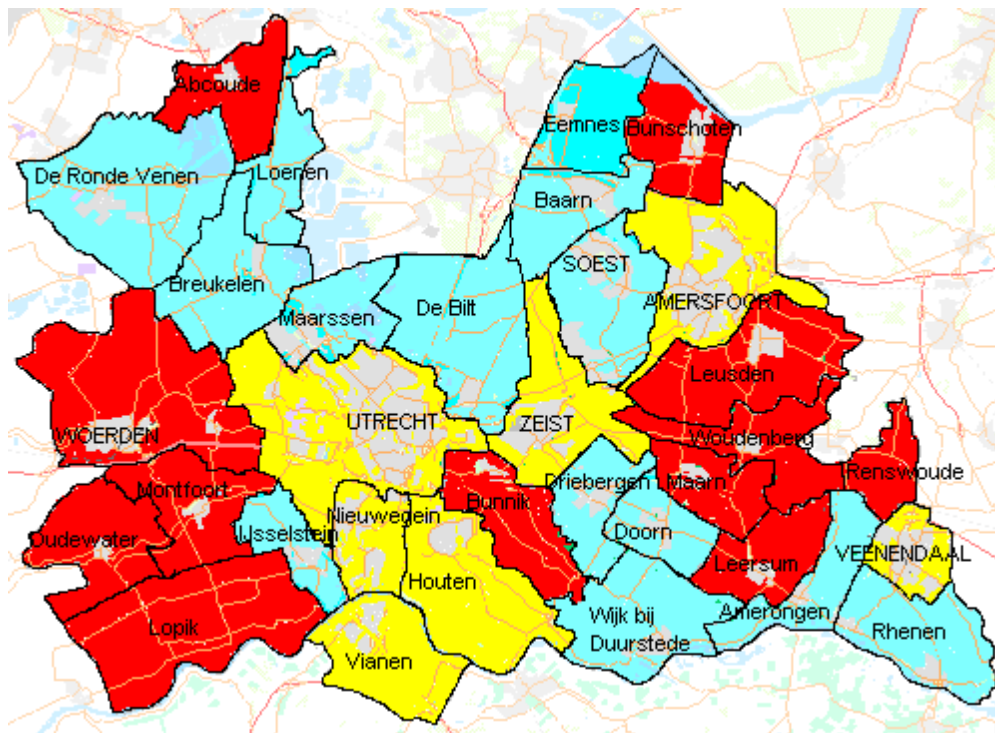 Abcoude
Eemnes
Bunschoten
De Ronde Venen
Loenen
Baarn
SOEST
Breukelen
Maarssen
De Bilt
AMERSFOORT
Leusden
UTRECHT
ZEIST
WOERDEN
Woudenberg
Renswoude
Montfoort
Nieuwegein
Bunnik
Driebergen
Maarn
Oudewater
IJsselstein
Doorn
VEENENDAAL
Houten
Leersum
Lopik
Wijk bij
Duurstede
Amerongen
Rhenen
Vianen